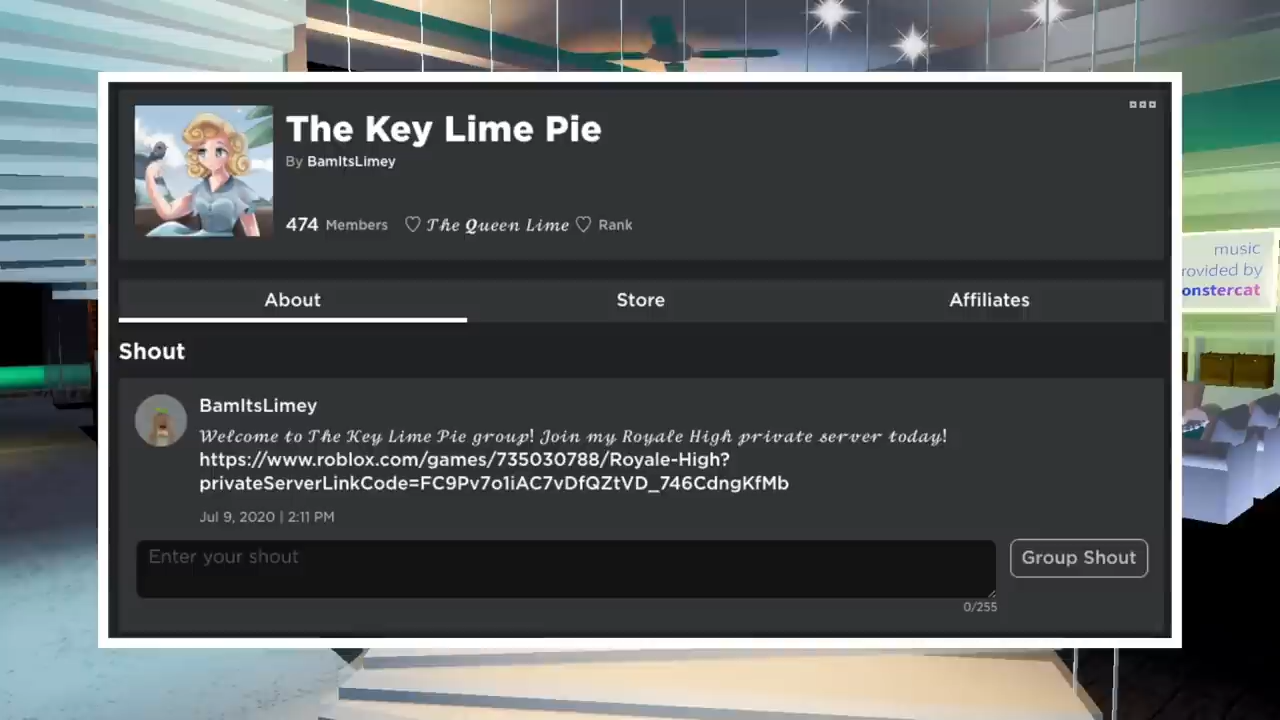 The Key Lime Pie
By BamItsLimey
474 Members ♡ 𝓣𝓱𝓮 𝓠𝓾𝓮𝓮𝓷 𝓛𝓲𝓶𝓮 ♡ Rank
About
Store
Affiliates
music
rovided by
onstercat
Shout
BamItsLimey
𝓦𝓮𝓵𝓬𝓸𝓶𝓮 𝓽𝓸 𝓣𝓱𝓮 𝓚𝓮𝔂 𝓛𝓲𝓶𝓮 𝓟𝓲𝓮 𝓰𝓻𝓸𝓾𝓹! 𝓙𝓸𝓲𝓷 𝓶𝔂 𝓡𝓸𝔂𝓪𝓵𝓮 𝓗𝓲𝓰𝓱 𝓹𝓻𝓲𝓿𝓪𝓽𝓮 𝓼𝓮𝓻𝓿𝓮𝓻 𝓽𝓸𝓭𝓪𝔂!
https://www.roblox.com/games/735030788/Royale-High?
privateServerLinkCode=FC9Pv7o1iAC7vDfQZtVD_746CdngKfMb
Jul 9, 2020 | 2:11 PM
Enter your shout
Group Shout
0/255